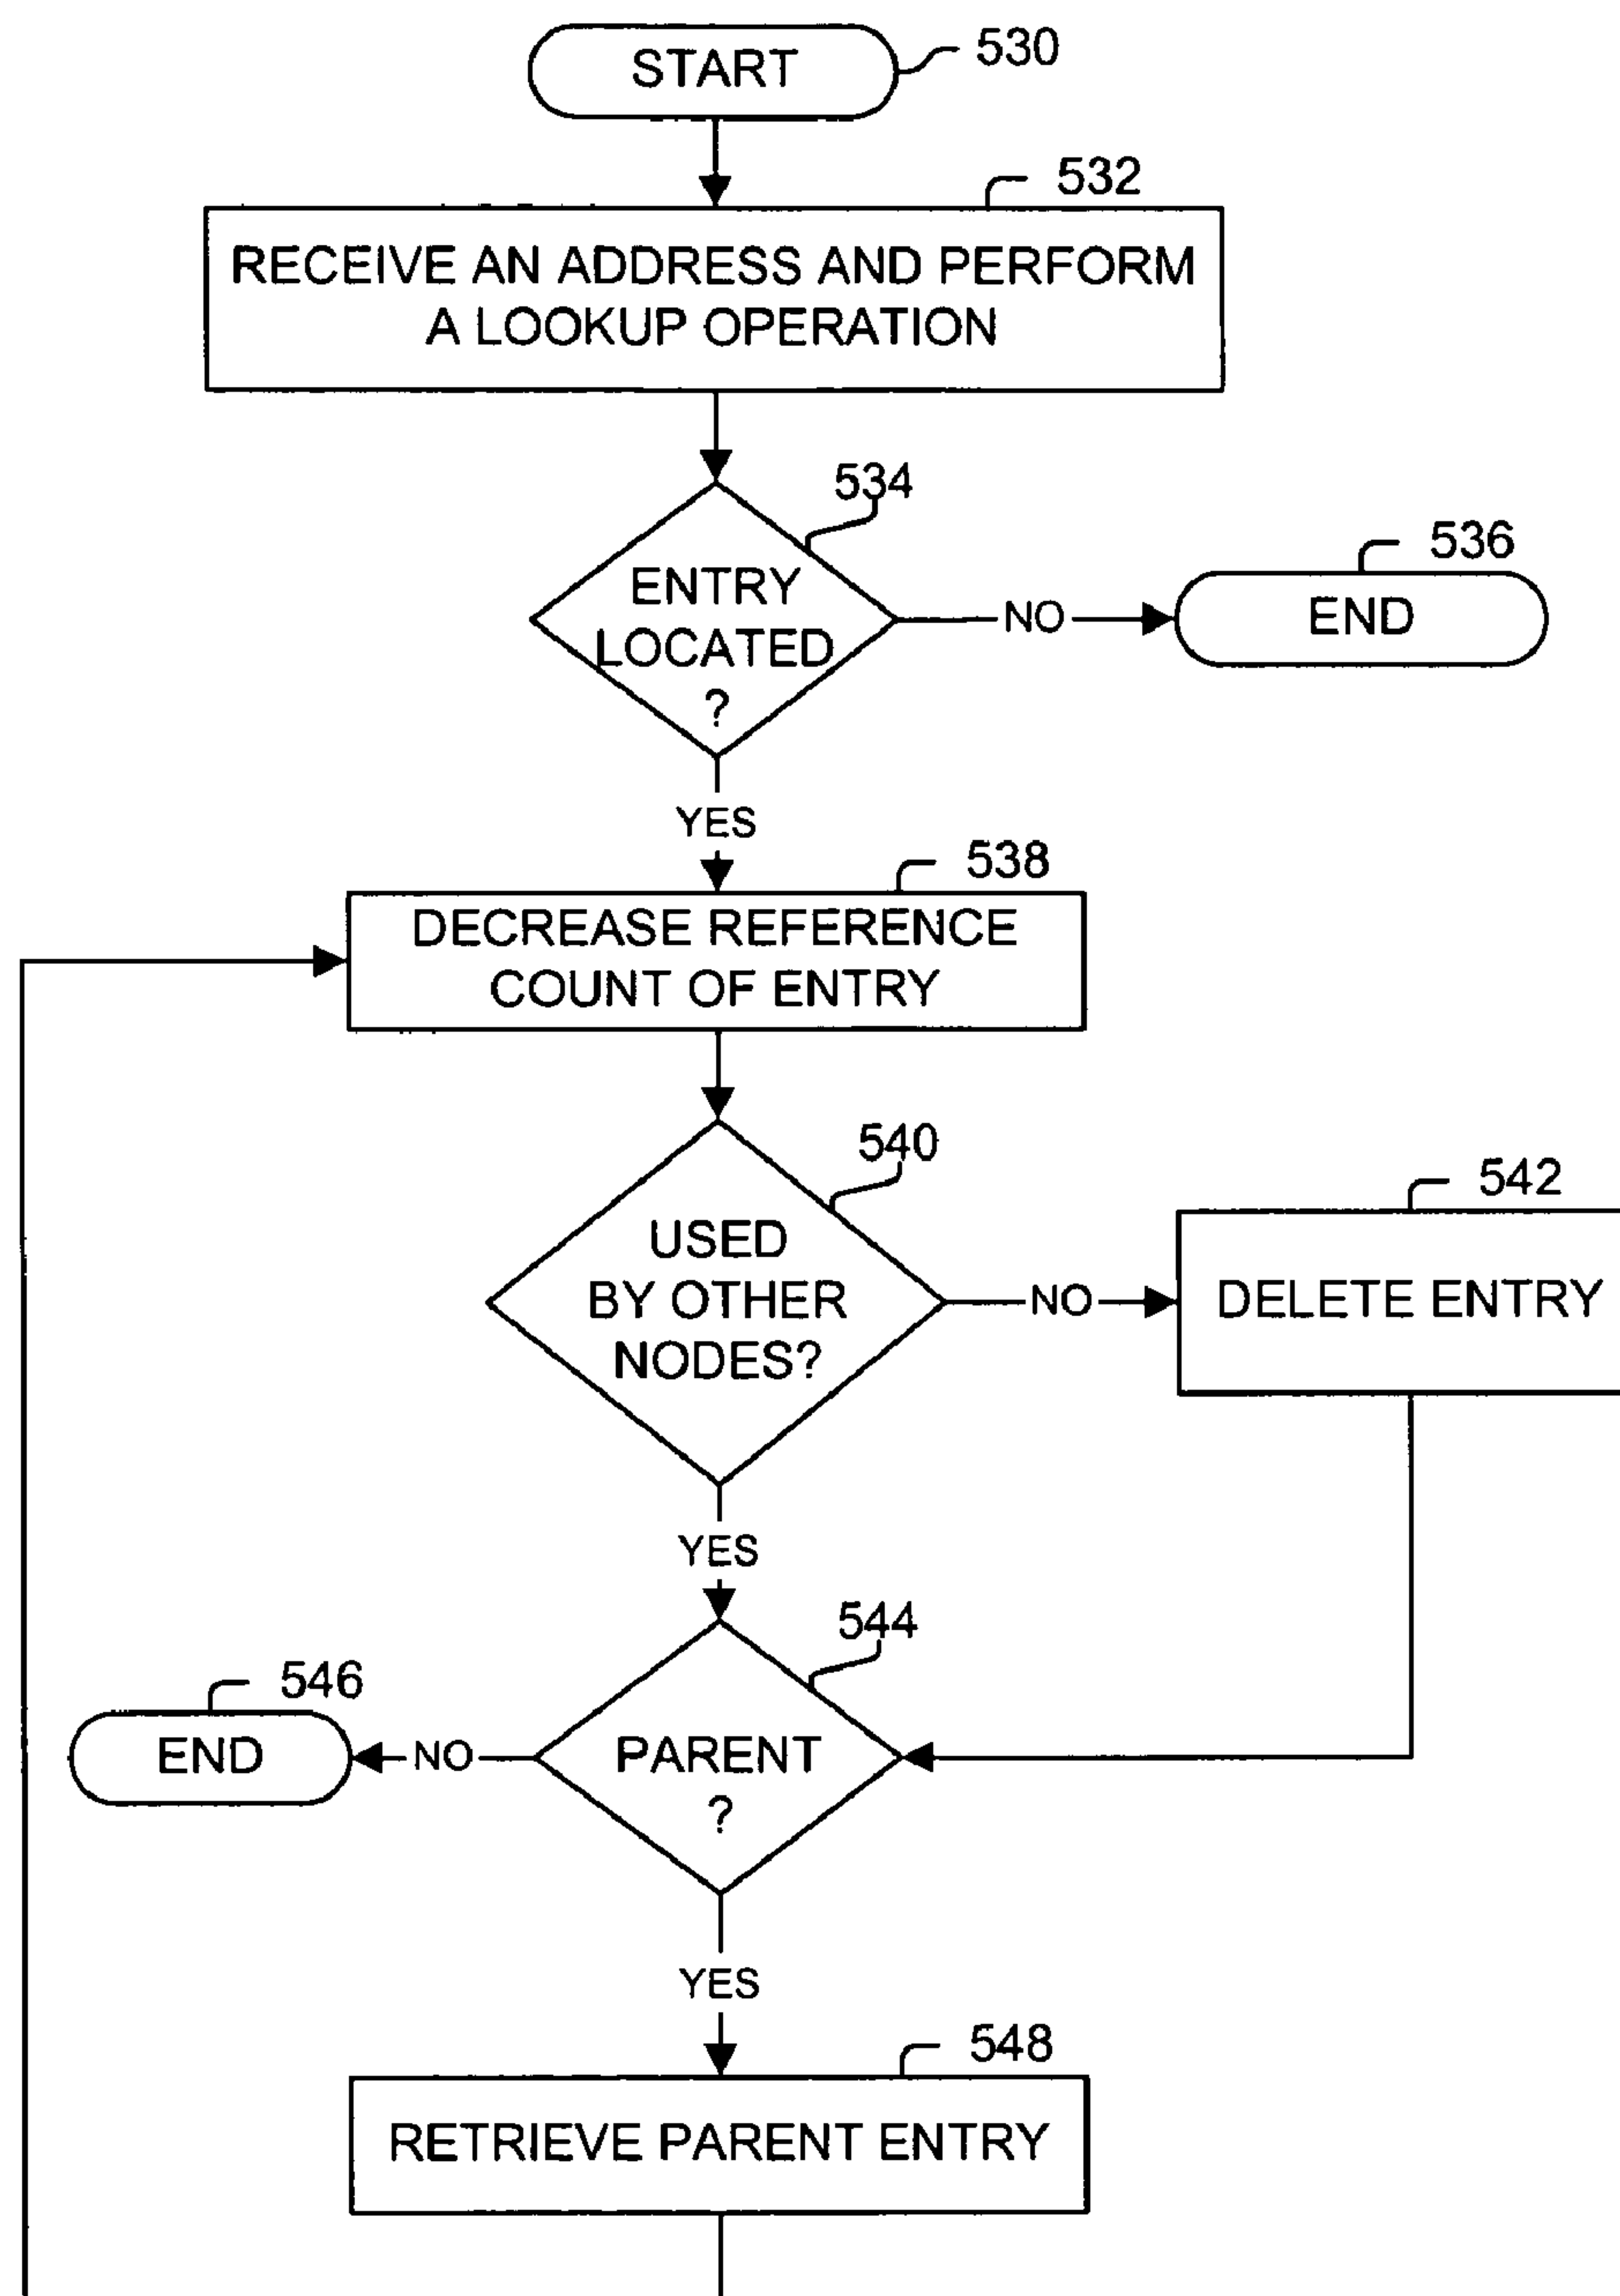 START
530
532
RECEIVE AN ADDRESS AND PERFORM
A LOOKUP OPERATION
534
ENTRY
LOCATED
?
NO
536
END
YES
538
DECREASE REFERENCE
COUNT OF ENTRY
540
USED
BY OTHER
NODES?
NO
542
DELETE ENTRY
YES
544
PARENT
?
NO
546
END
YES
548
RETRIEVE PARENT ENTRY